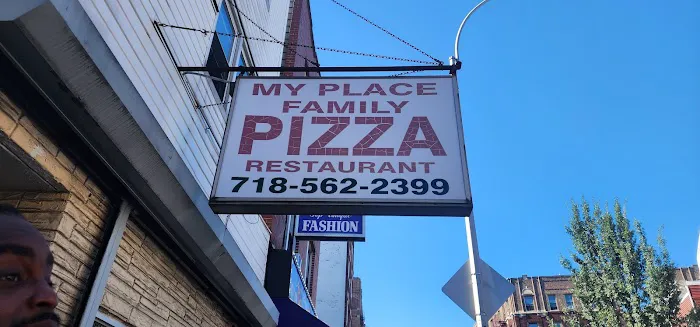 MY PLACE
FAMILY
PIZZA
RESTAURANT
718-562-2399
FASHION